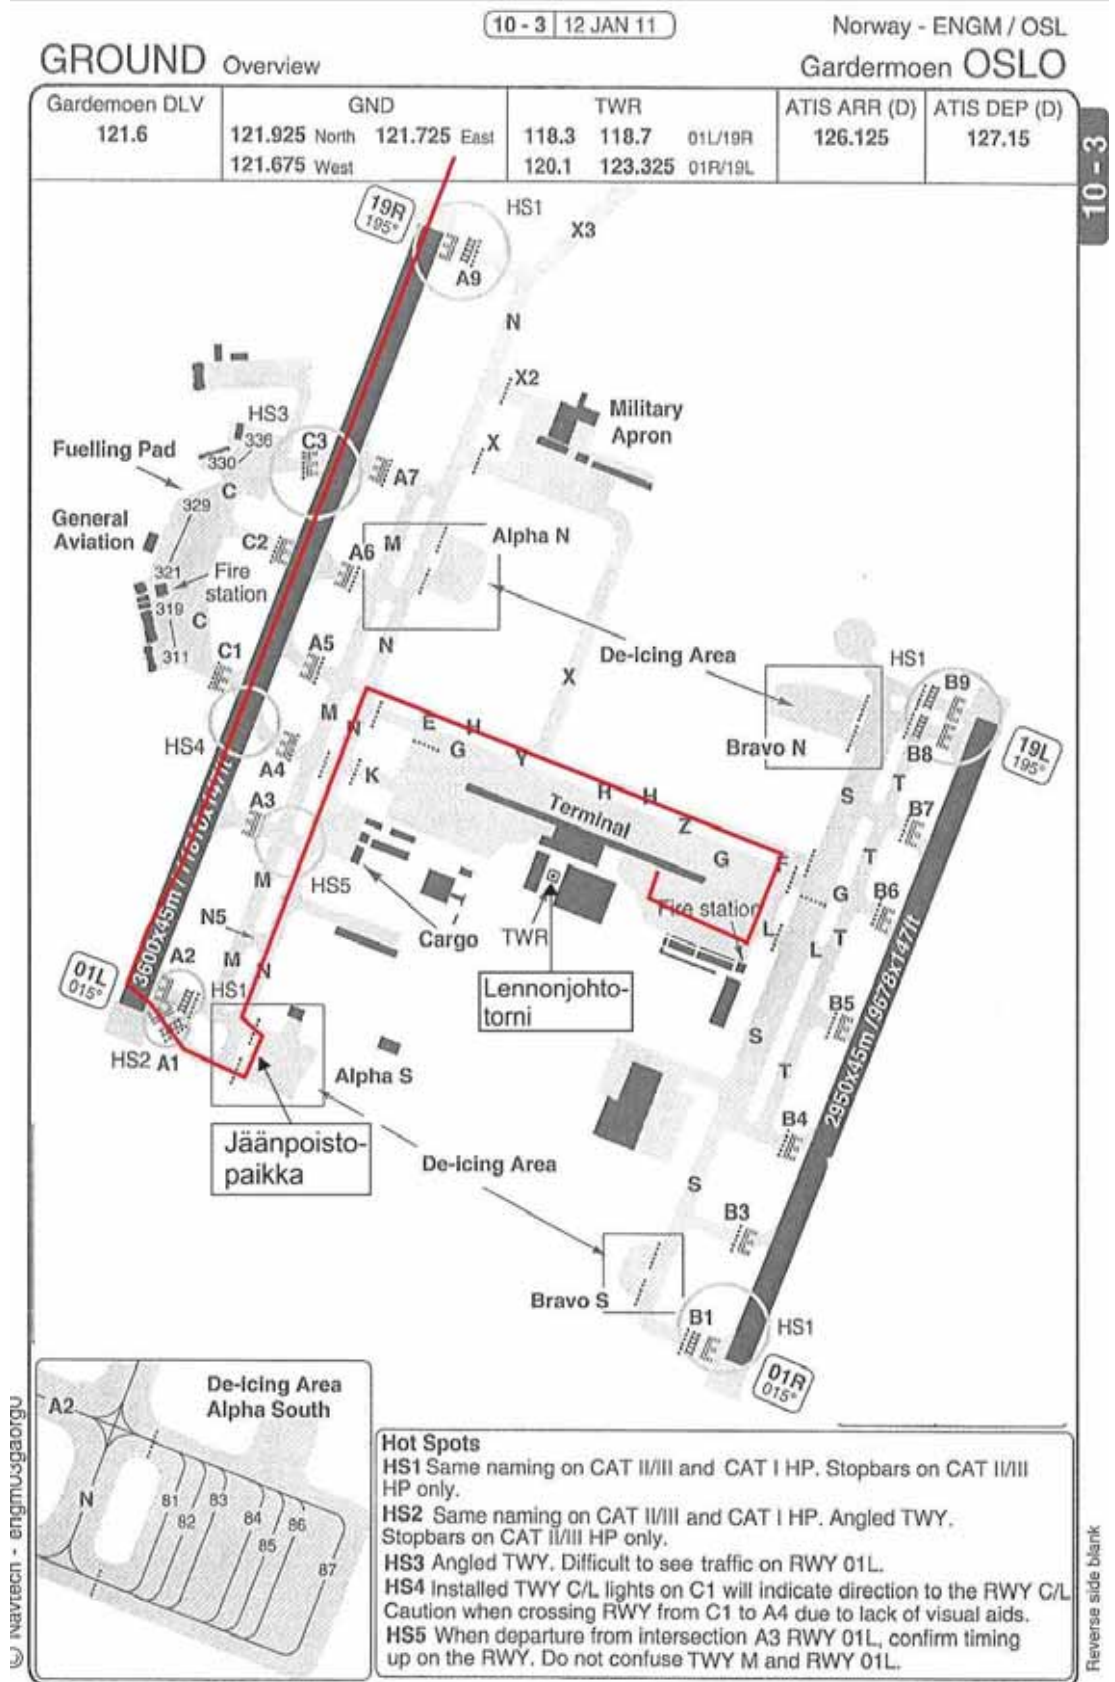 10 - 3 12 JAN 11
Norway - ENGM / OSL
GROUND Overview
Gardermoen OSLO
Gardemoen DLV
121.6
GND
121.925 North 121.725 East
121.675 West
TWR
118.3 118.7 01L/19R
120.1 123.325 01R/19L
ATIS ARR (D)
126.125
ATIS DEP (D)
127.15
10 - 3
19R
195°
HS1
X3
A9
N
X2
Military
Apron
HS3
336
C3
330
X
Fuelling Pad
A7
C
329
General
Aviation
C2
M
Alpha N
A6
321
Fire
station
319
C
N
311
C1
A5
De-icing Area
HS1
X
B9
M
N
E
H
Bravo N
B8
19L
195°
HS4
A4
G
Y
K
R
H
S
T
A3
Terminal
Z
B7
3600x45m / 11810x147ft
G
F
T
HS5
M
G
B6
N5
Cargo
TWR
Fire station
L
L
T
A2
M
N
01L
015°
HS1
Lennonjohto-
torni
S
B5
HS2 A1
Alpha S
T
2950x45m / 9678x147ft
Jäänpoisto-
paikka
De-icing Area
B4
S
B3
Bravo S
B1
HS1
01R
015°
De-icing Area
Alpha South
A2
N
81
82
83
84
85
86
87
Hot Spots
HS1 Same naming on CAT II/III and CAT I HP. Stopbars on CAT II/III
HP only.
HS2 Same naming on CAT II/III and CAT I HP. Angled TWY.
Stopbars on CAT II/III HP only.
HS3 Angled TWY. Difficult to see traffic on RWY 01L.
HS4 Installed TWY C/L lights on C1 will indicate direction to the RWY C/L
Caution when crossing RWY from C1 to A4 due to lack of visual aids.
HS5 When departure from intersection A3 RWY 01L, confirm timing
up on the RWY. Do not confuse TWY M and RWY 01L.
© Navtech -
Reverse side blank